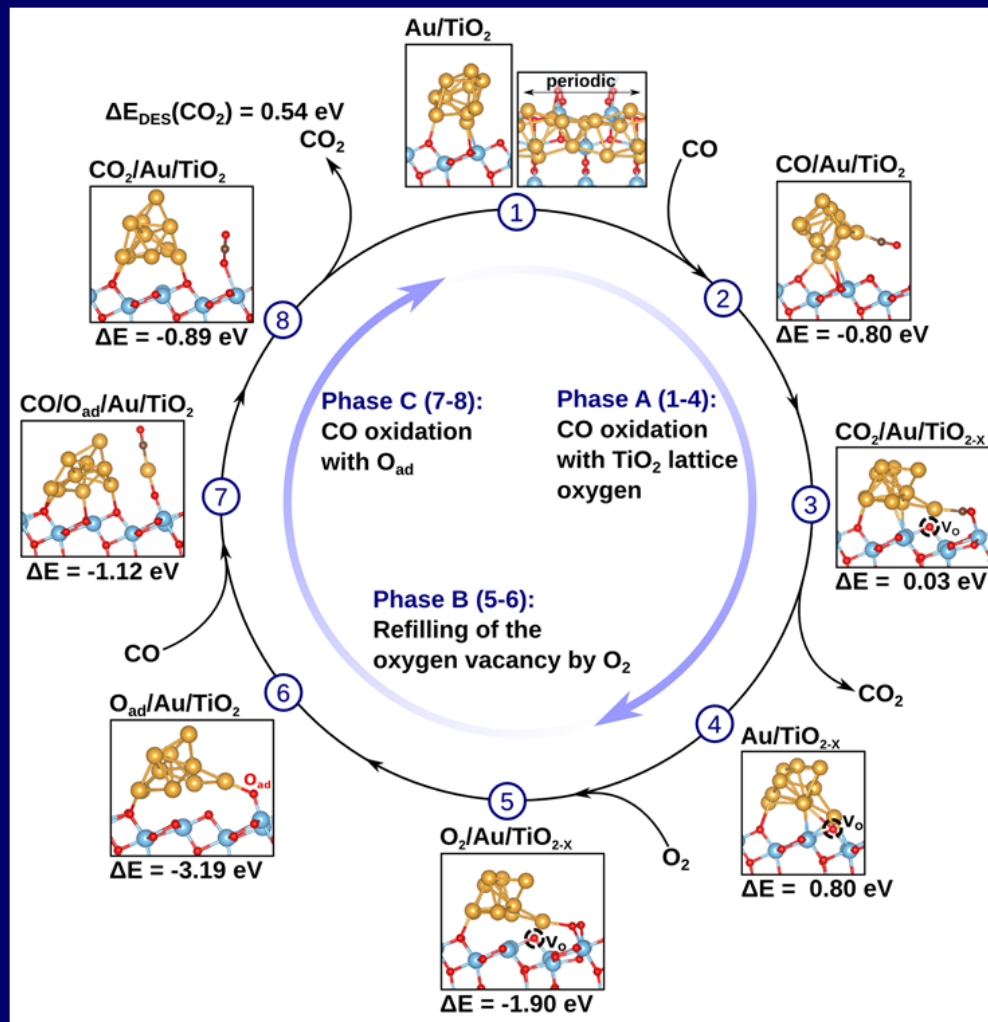 Au/TiO₂
periodic
ΔE_DES(CO₂) = 0.54 eV
CO₂
CO
CO₂/Au/TiO₂
CO/Au/TiO₂
1
2
8
ΔE = -0.89 eV
ΔE = -0.80 eV
Phase C (7-8):
CO oxidation
with Oad
Phase A (1-4):
CO oxidation
with TiO₂ lattice
oxygen
CO/Oad/Au/TiO₂
CO₂/Au/TiO₂₋ₓ
7
3
Vo
ΔE = -1.12 eV
ΔE = 0.03 eV
Phase B (5-6):
Refilling of the
oxygen vacancy by O₂
CO
CO₂
6
4
Oad/Au/TiO₂
Au/TiO₂₋ₓ
Oad
5
Vo
O₂/Au/TiO₂₋ₓ
O₂
ΔE = -3.19 eV
ΔE = 0.80 eV
Vo
ΔE = -1.90 eV